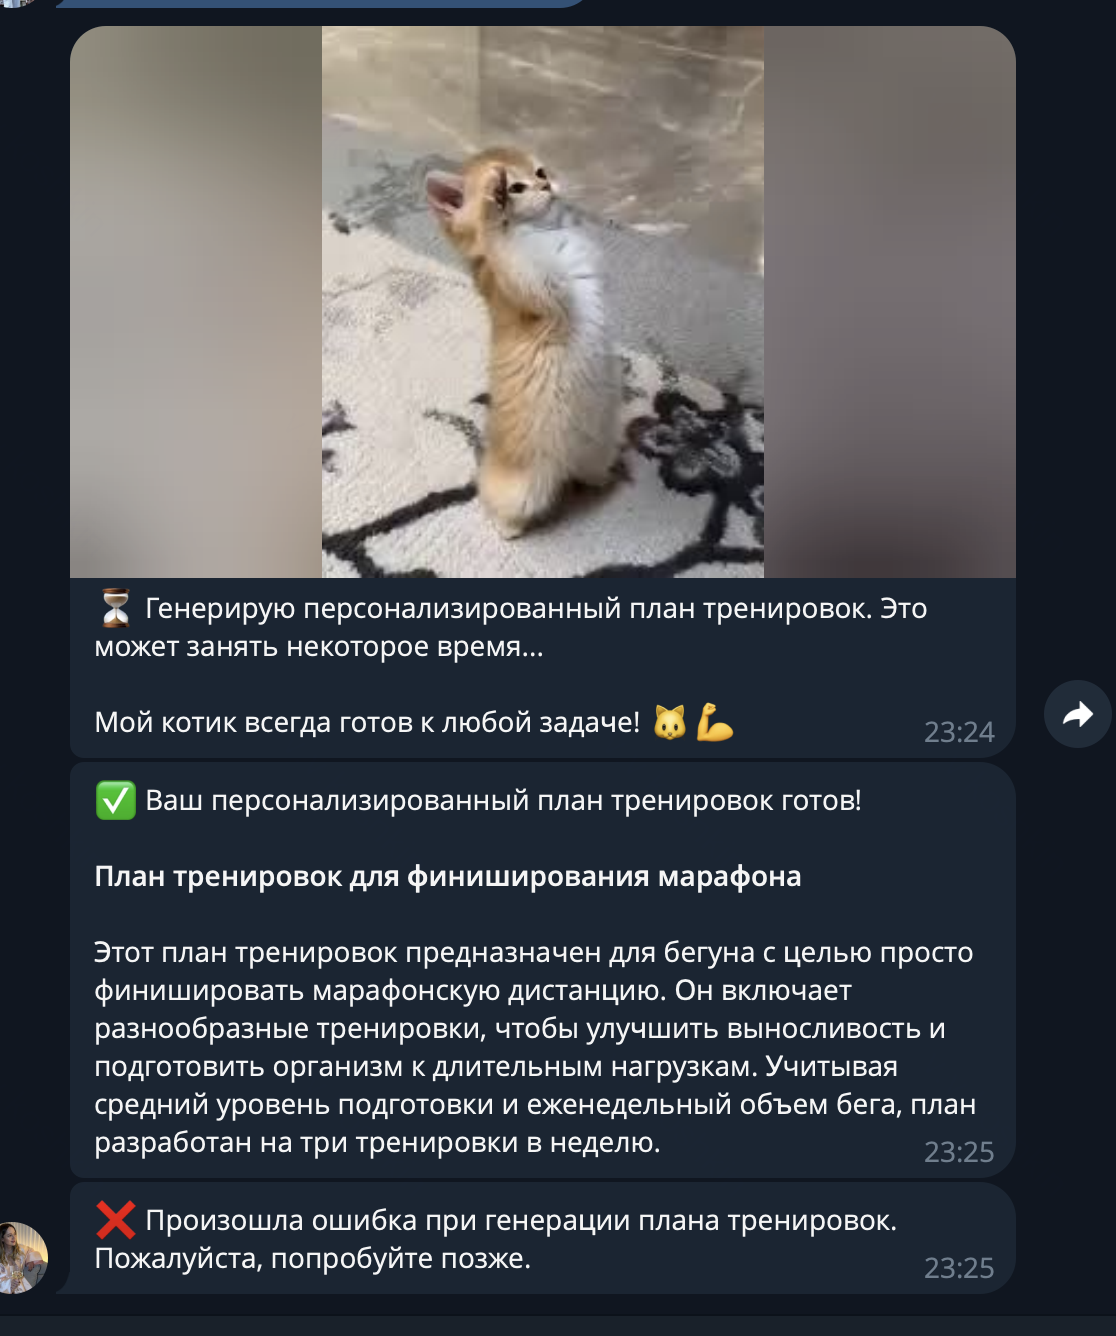 ⏳ Генерирую персонализированный план тренировок. Это
может занять некоторое время...
Мой котик всегда готов к любой задаче! 🐱💪
23:24
✅ Ваш персонализированный план тренировок готов!
План тренировок для финиширования марафона
Этот план тренировок предназначен для бегуна с целью просто
финишировать марафонскую дистанцию. Он включает
разнообразные тренировки, чтобы улучшить выносливость и
подготовить организм к длительным нагрузкам. Учитывая
средний уровень подготовки и еженедельный объем бега, план
разработан на три тренировки в неделю.
23:25
❌ Произошла ошибка при генерации плана тренировок.
Пожалуйста, попробуйте позже.
23:25